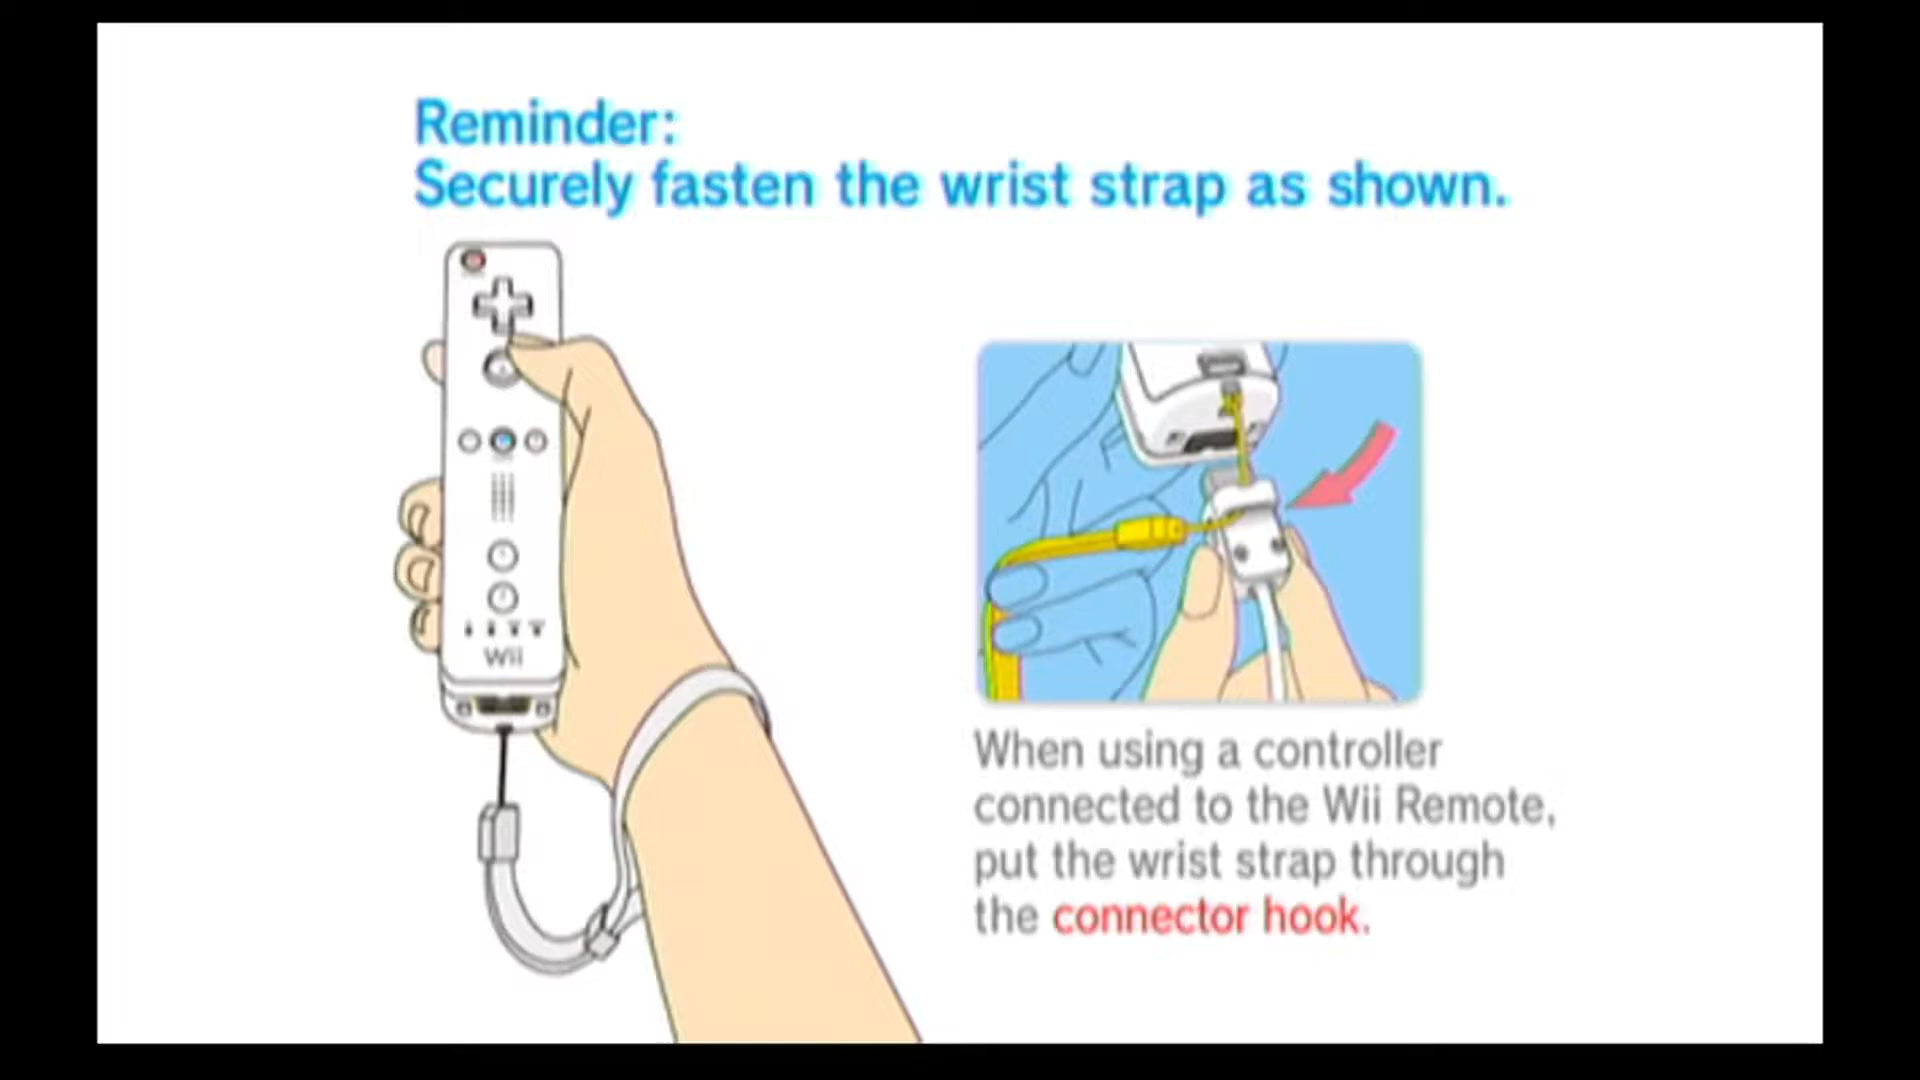 Reminder:
Securely fasten the wrist strap as shown.
Wii
When using a controller
connected to the Wii Remote,
put the wrist strap through
the connector hook.